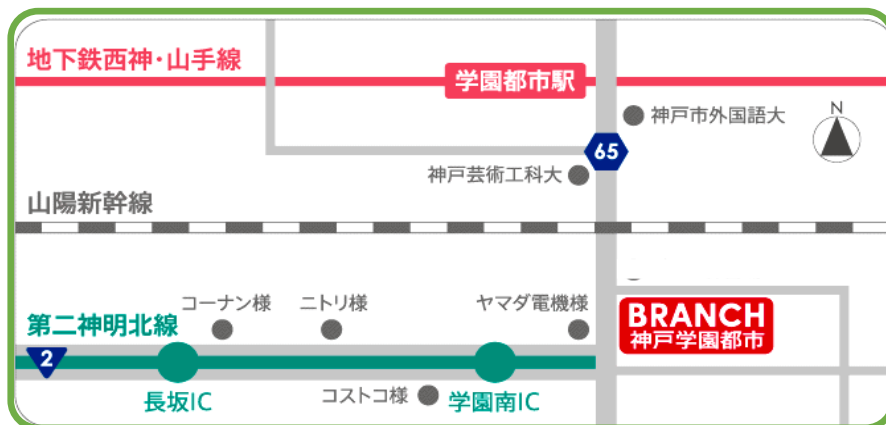 地下鉄西神・山手線
学園都市駅
神戸市外国語大
N
65
神戸芸術工科大
山陽新幹線
コーナン様
ニトリ様
ヤマダ電機様
BRANCH
神戸学園都市
第二神明北線
2
長坂IC
コストコ様
学園南IC